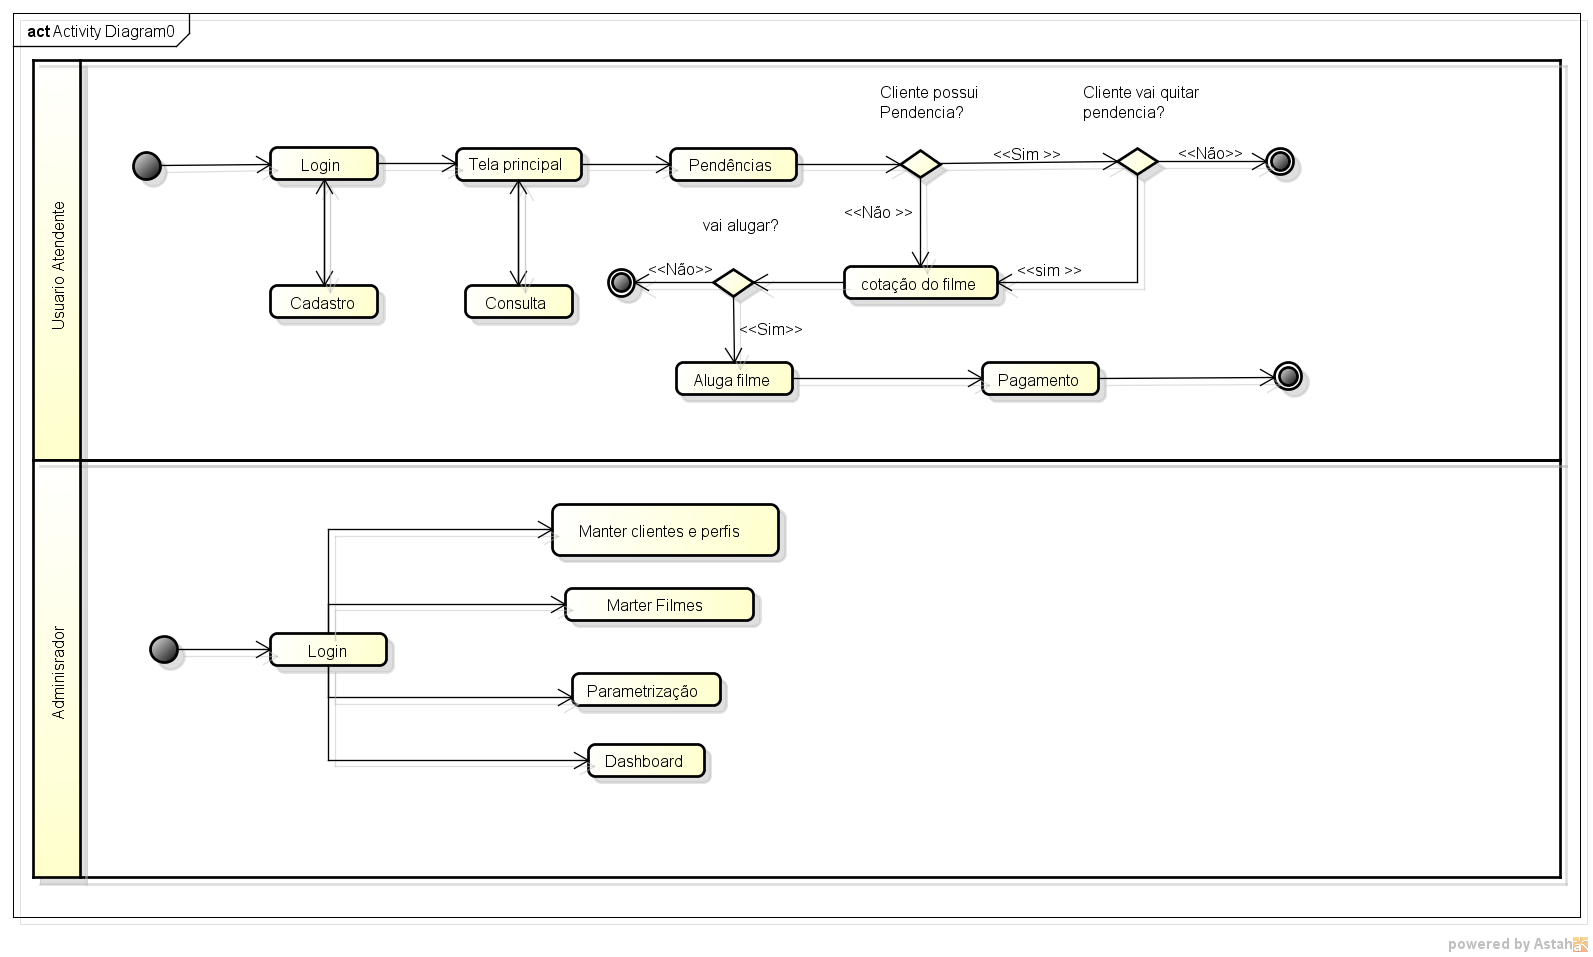 act Activity Diagram0
Usuario Atendente
Cliente possui
Pendencia?
Cliente vai quitar
pendencia?
Login
Tela principal
Pendências
<<Sim >>
<<Não>>
<<Não >>
vai alugar?
<<Não>>
cotação do filme
<<sim >>
Cadastro
Consulta
<<Sim>>
Aluga filme
Pagamento
Adminisrador
Manter clientes e perfis
Marter Filmes
Login
Parametrização
Dashboard
powered by Astah